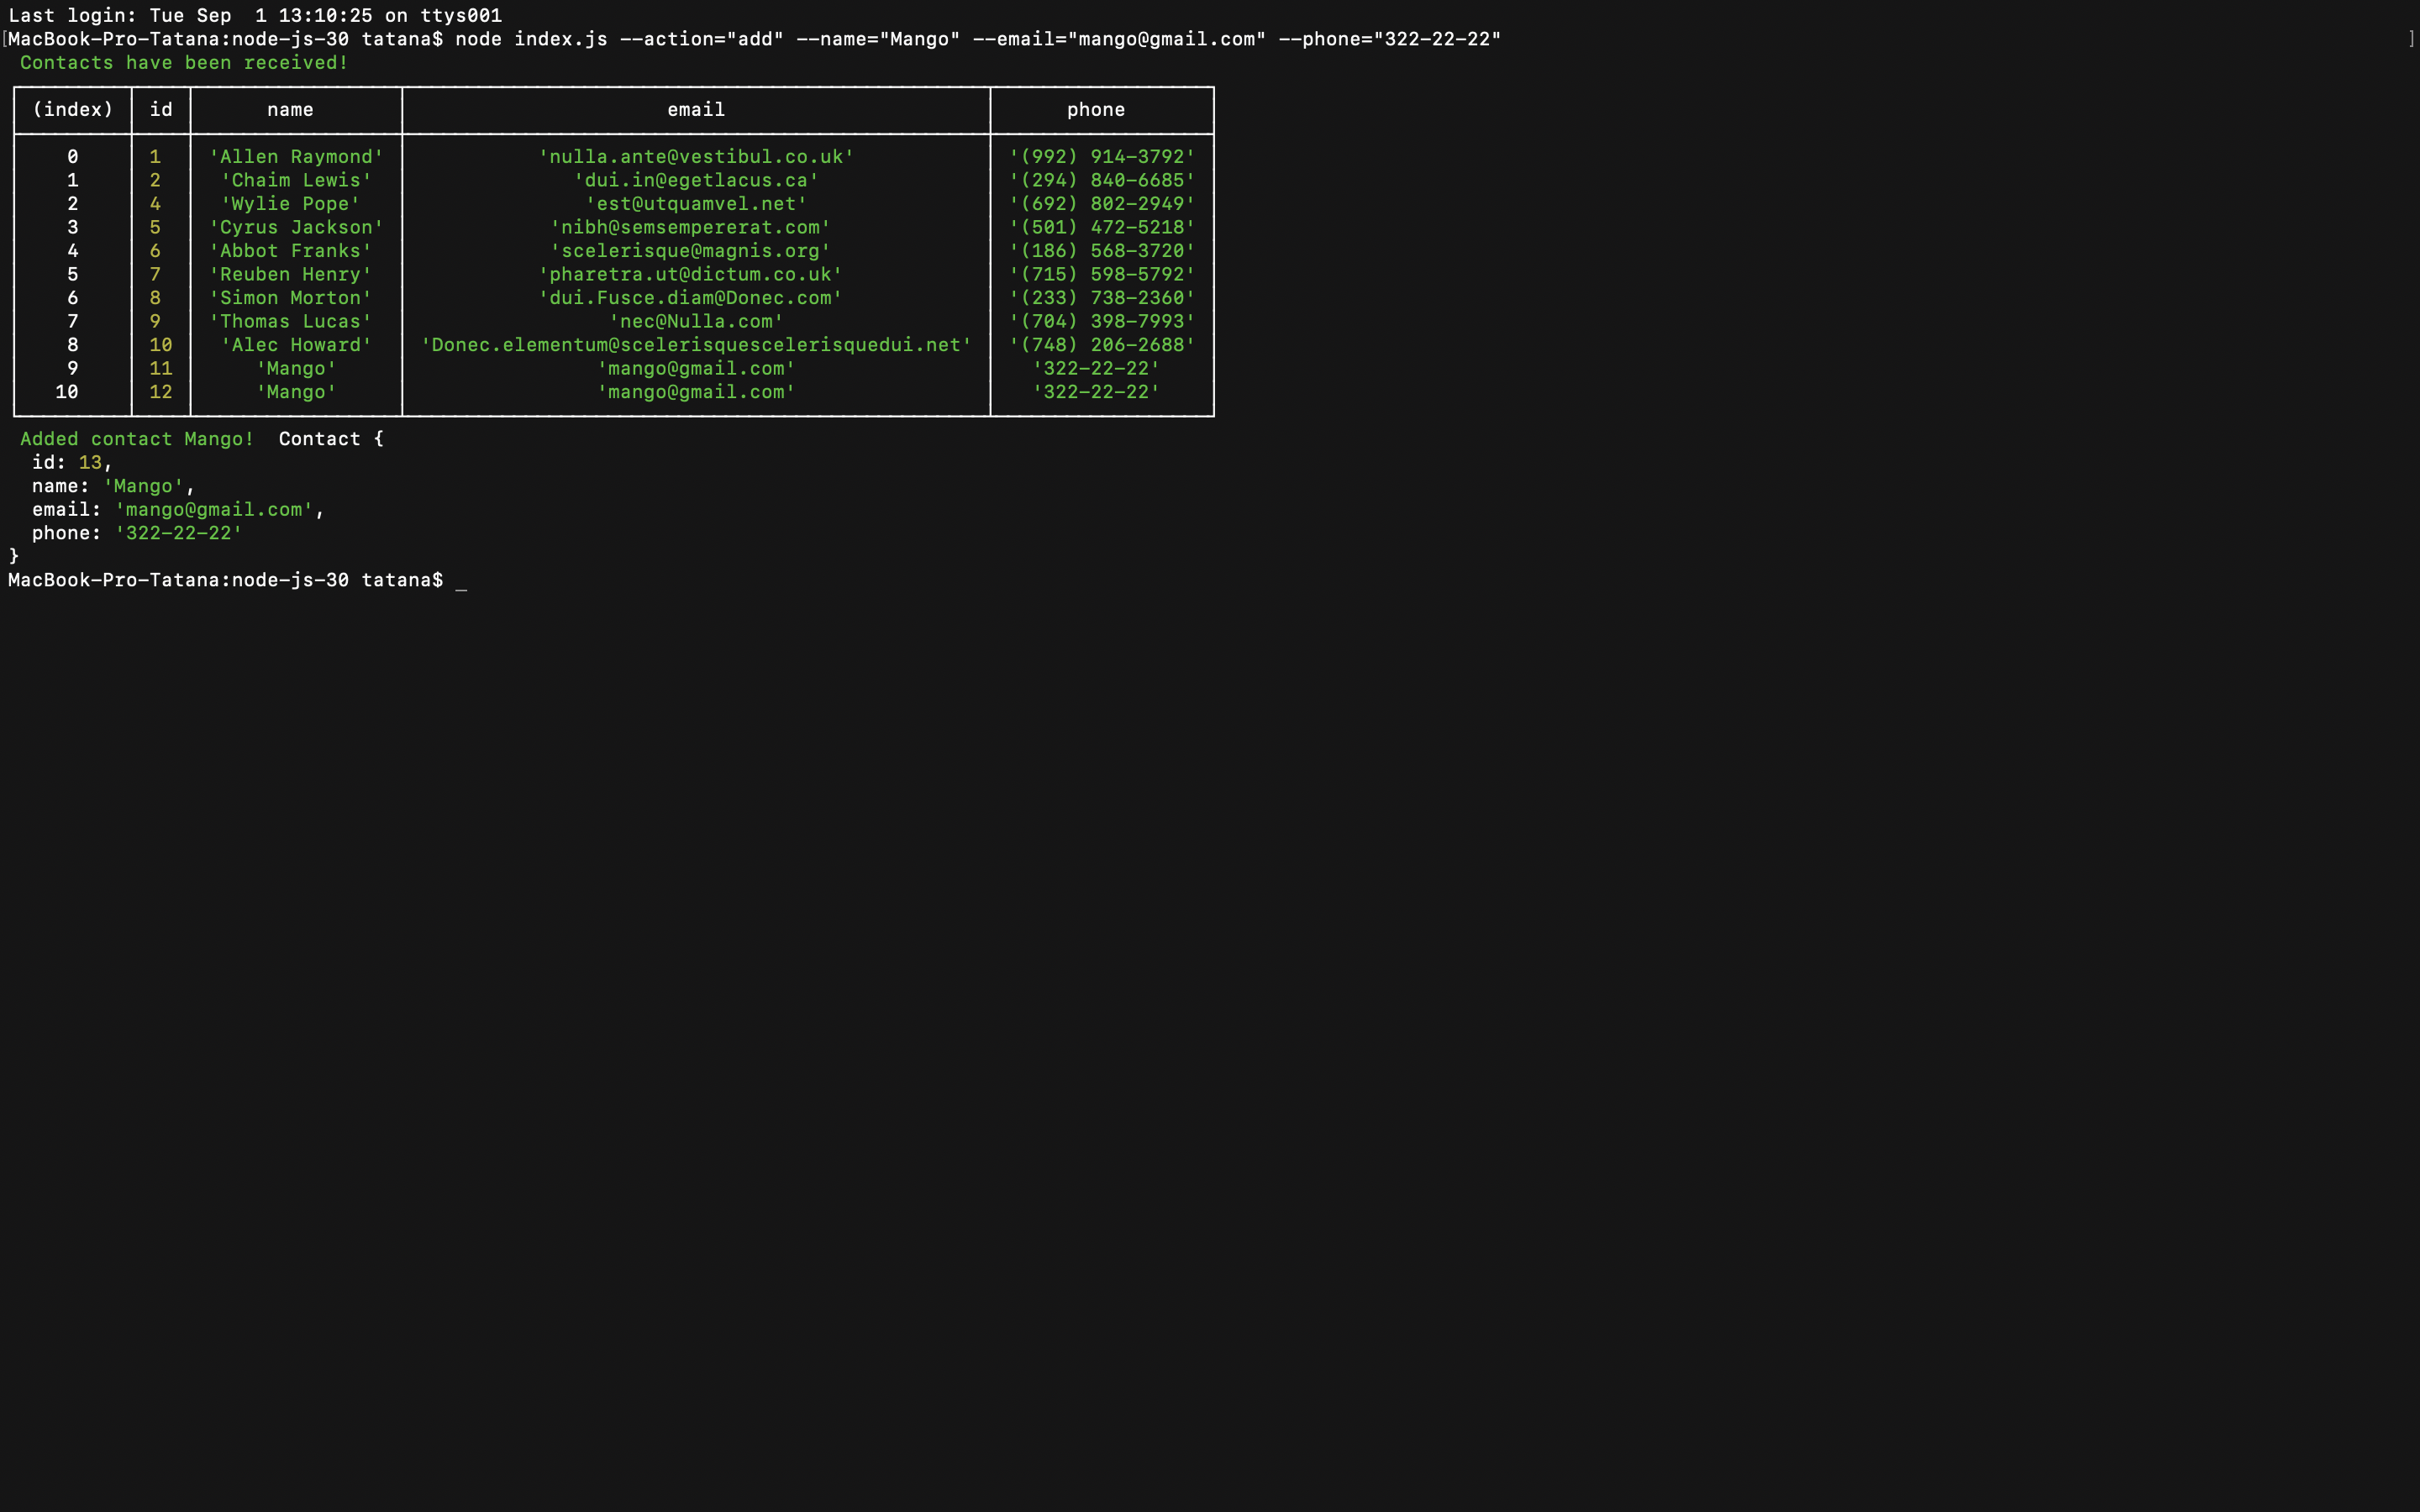 Last login: Tue Sep  1 13:10:25 on ttys001
[MacBook-Pro-Tatana:node-js-30 tatana$ node index.js --action="add" --name="Mango" --email="mango@gmail.com" --phone="322-22-22" ]
Contacts have been received!
(index) id name email phone
0 1 'Allen Raymond' 'nulla.ante@vestibul.co.uk' '(992) 914-3792'
1 2 'Chaim Lewis' 'dui.in@egetlacus.ca' '(294) 840-6685'
2 4 'Wylie Pope' 'est@utquamvel.net' '(692) 802-2949'
3 5 'Cyrus Jackson' 'nibh@semsempererat.com' '(501) 472-5218'
4 6 'Abbot Franks' 'scelerisque@magnis.org' '(186) 568-3720'
5 7 'Reuben Henry' 'pharetra.ut@dictum.co.uk' '(715) 598-5792'
6 8 'Simon Morton' 'dui.Fusce.diam@Donec.com' '(233) 738-2360'
7 9 'Thomas Lucas' 'nec@Nulla.com' '(704) 398-7993'
8 10 'Alec Howard' 'Donec.elementum@scelerisquescelerisquedui.net' '(748) 206-2688'
9 11 'Mango' 'mango@gmail.com' '322-22-22'
10 12 'Mango' 'mango@gmail.com' '322-22-22'
Added contact Mango!  Contact {
  id: 13,
  name: 'Mango',
  email: 'mango@gmail.com',
  phone: '322-22-22'
}
MacBook-Pro-Tatana:node-js-30 tatana$ _